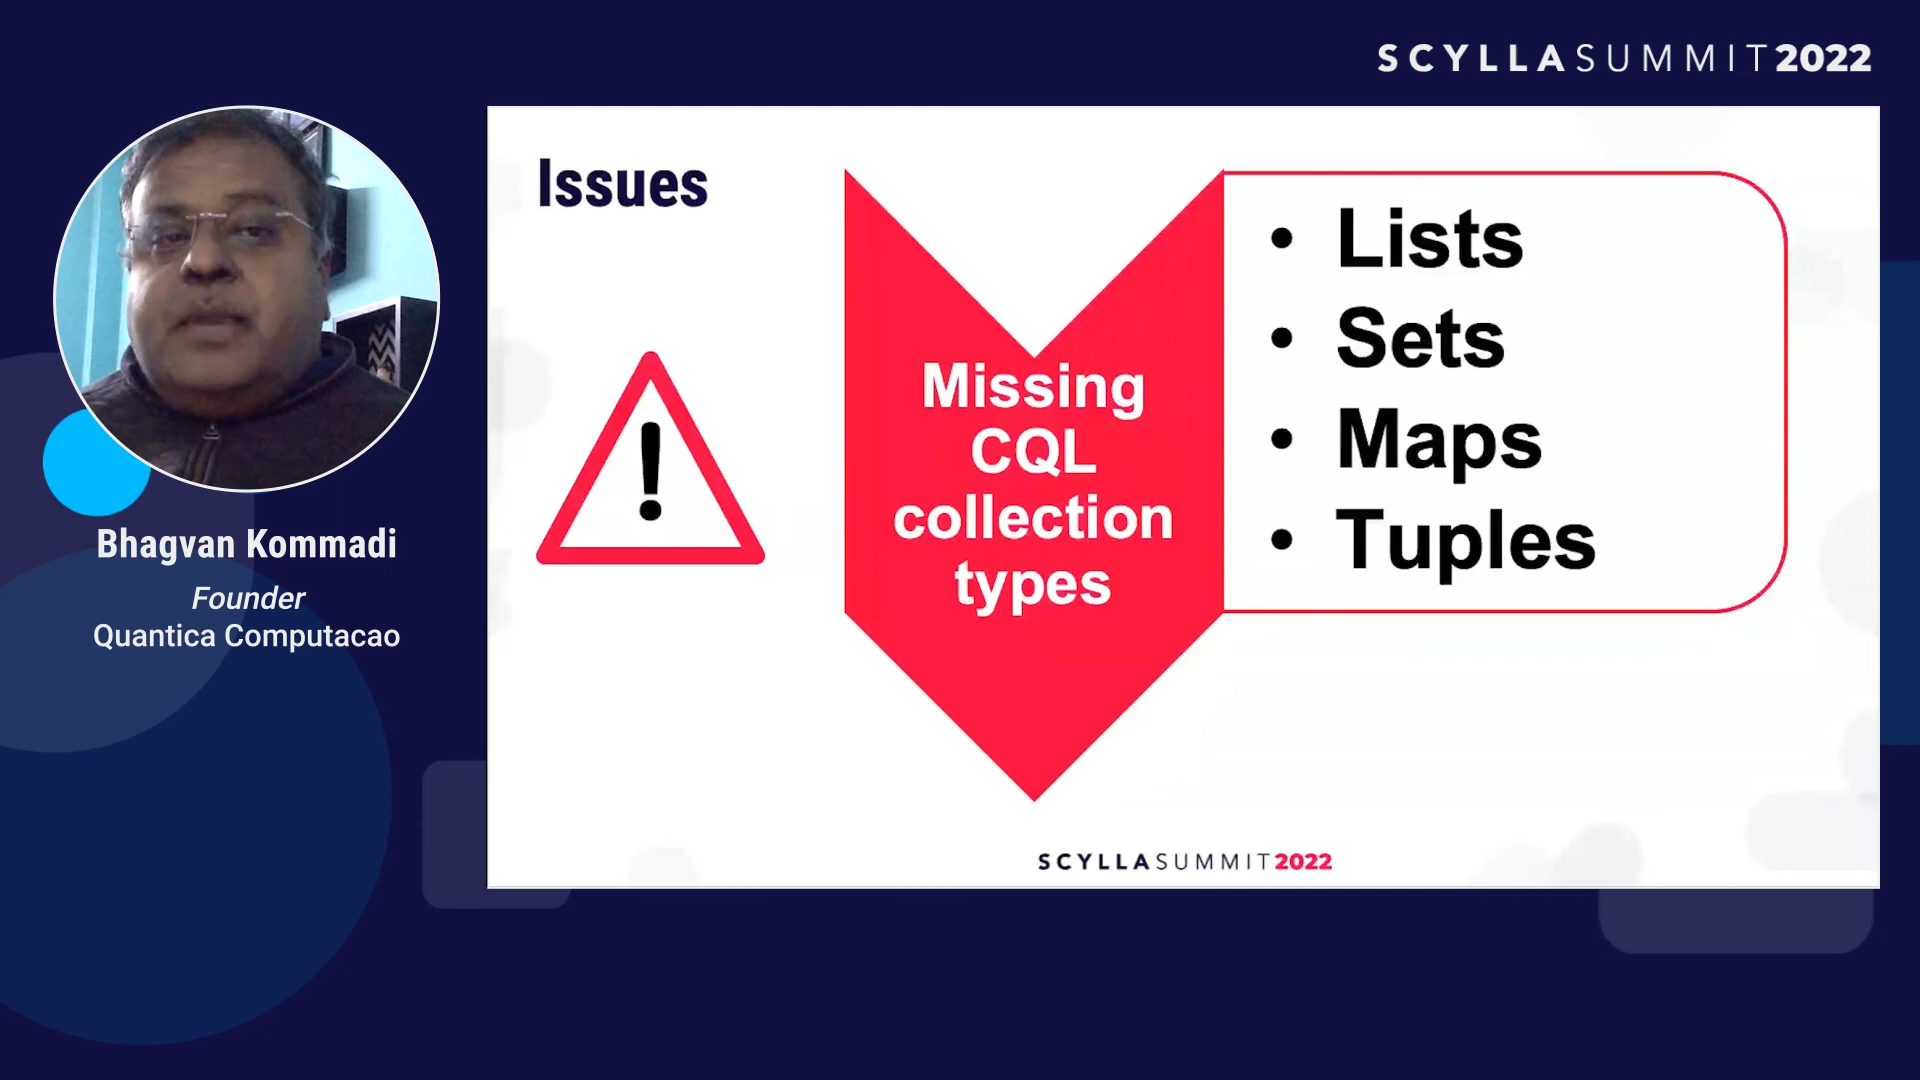 SCYLLASUMMIT2022
Issues
!
Missing
CQL
collection
types
• Lists
• Sets
• Maps
• Tuples
Bhagvan Kommadi
Founder
Quantica Computacao
SCYLLASUMMIT2022